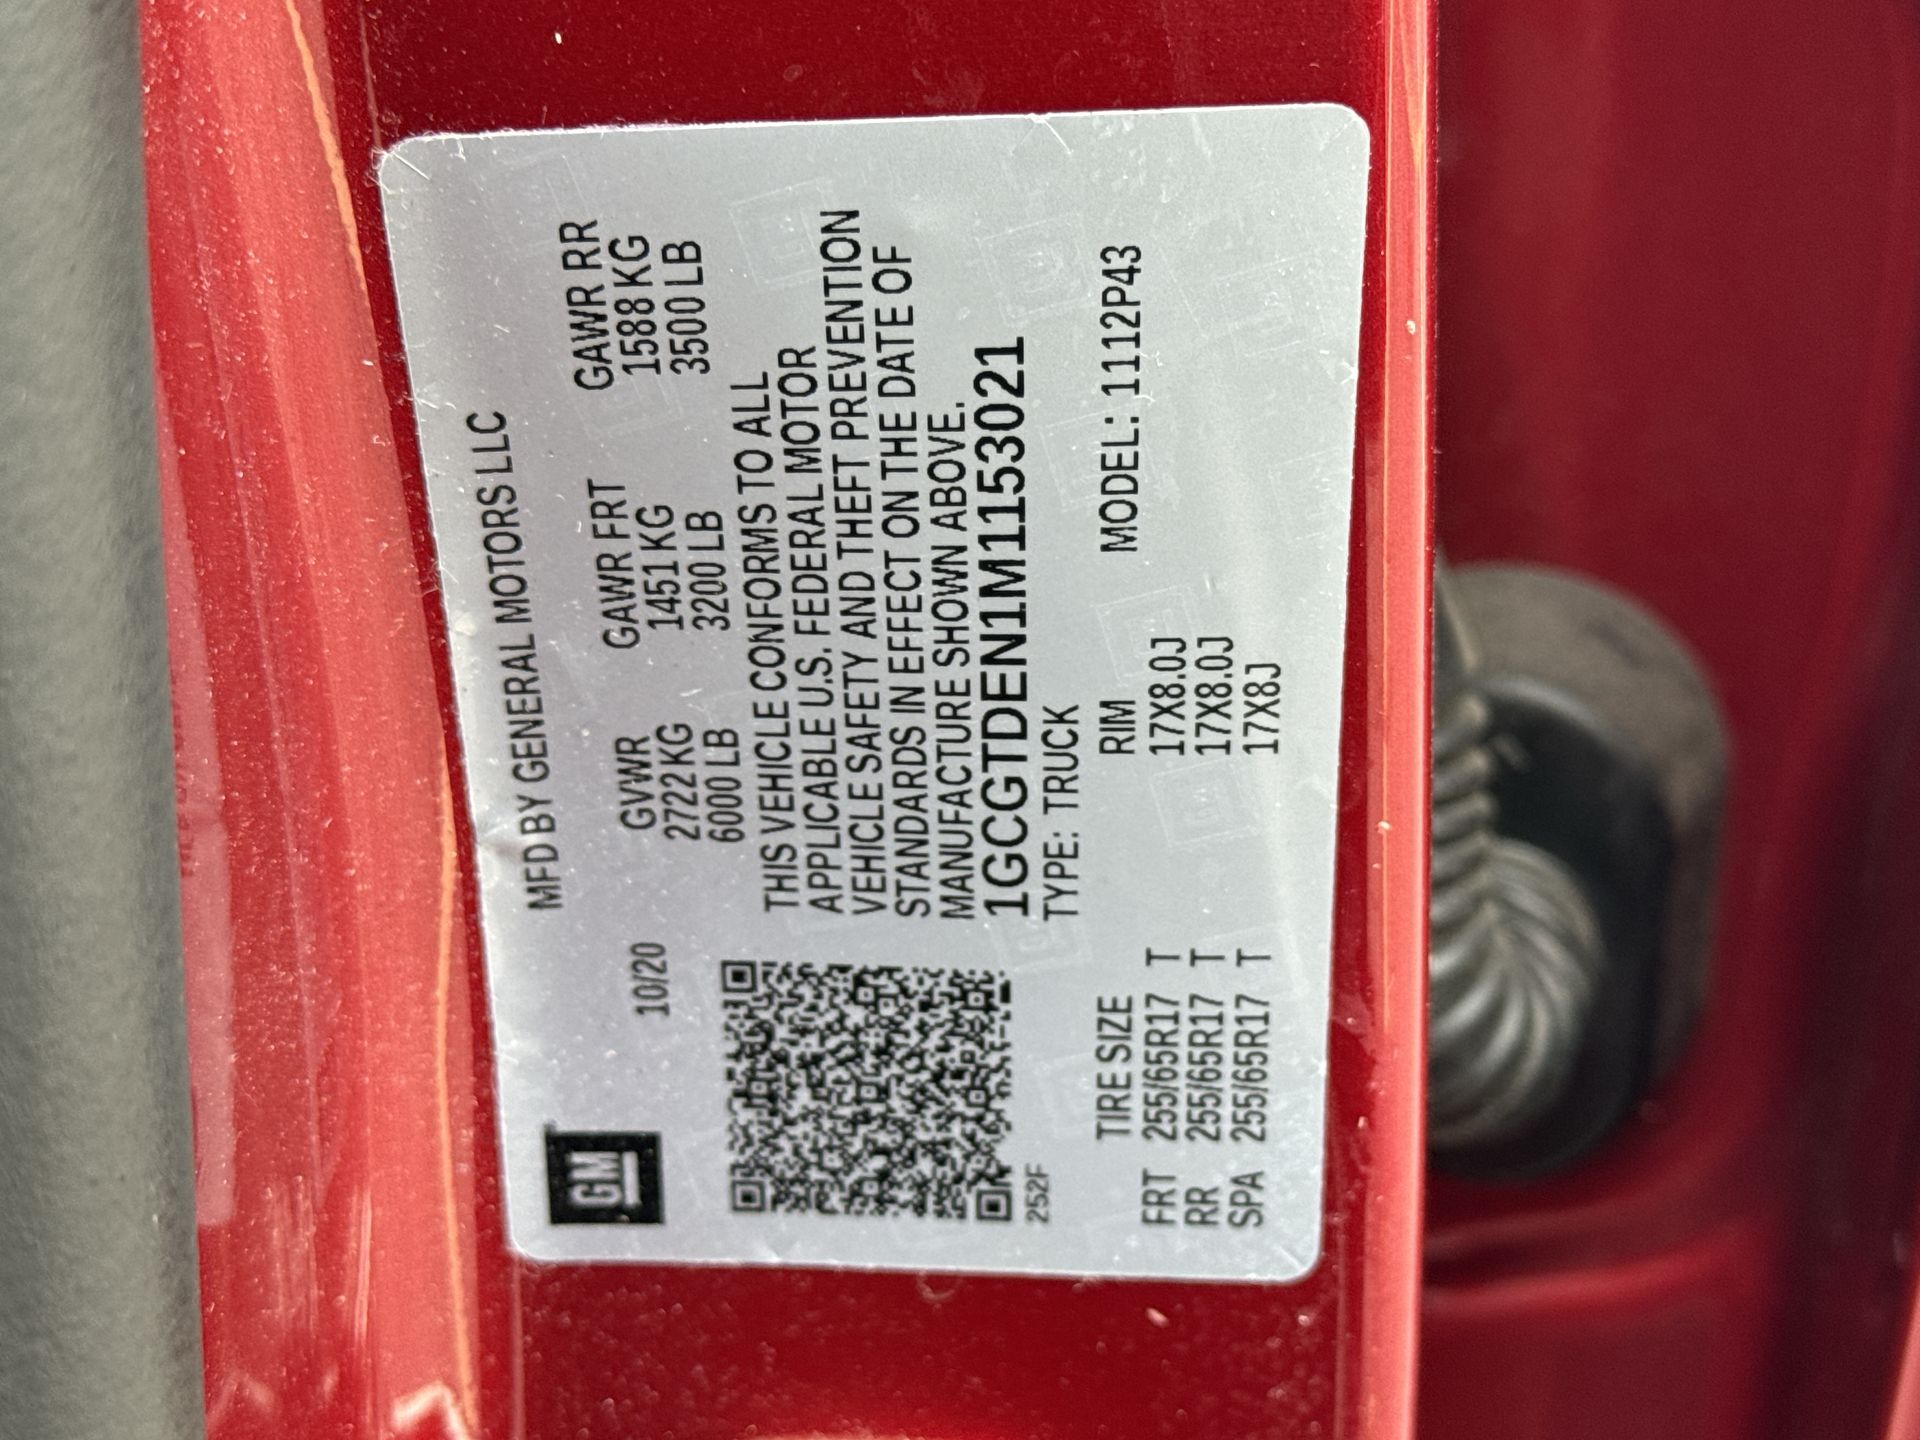 GM
MFD BY GENERAL MOTORS LLC
10/20
GVWR GAWR FRT GAWR RR
2722 KG 1451 KG 1588 KG
6000 LB 3200 LB 3500 LB
THIS VEHICLE CONFORMS TO ALL
APPLICABLE U.S. FEDERAL MOTOR
VEHICLE SAFETY AND THEFT PREVENTION
STANDARDS IN EFFECT ON THE DATE OF
MANUFACTURE SHOWN ABOVE.
1GCGTDEN1M1153021
252F
TYPE: TRUCK
TIRE SIZE RIM MODEL: 1112P43
FRT 255/65R17 T 17X8.0J
RR 255/65R17 T 17X8.0J
SPA 255/65R17 T 17X8J